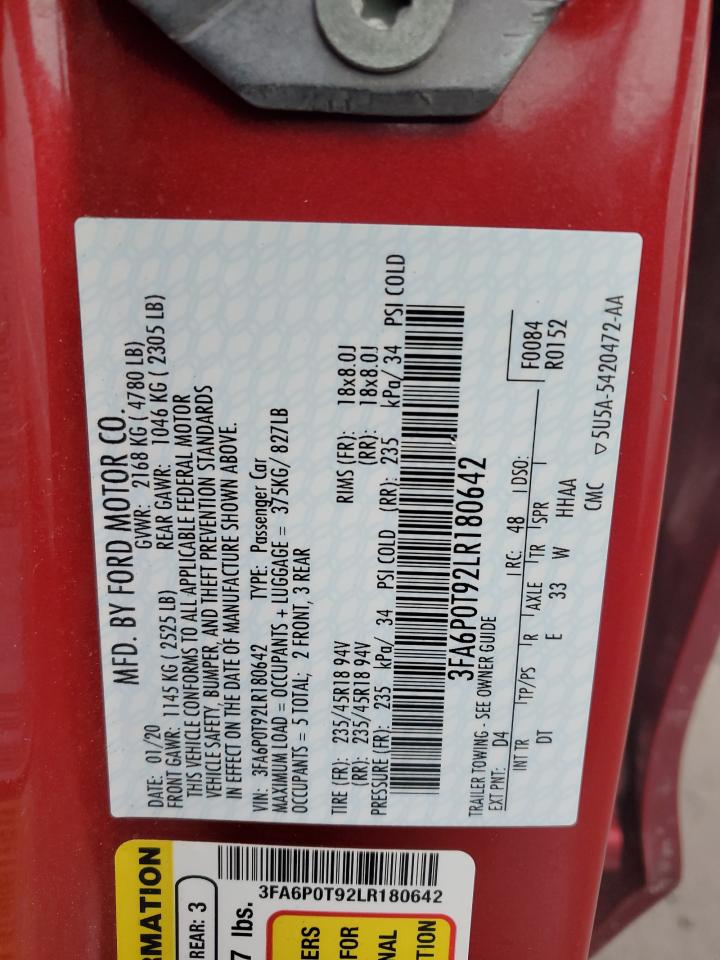 MFD. BY FORD MOTOR CO.
DATE: 01/20 GVWR: 2168 KG ( 4780 LB)
FRONT GAWR: 1145 KG ( 2525 LB) REAR GAWR: 1046 KG ( 2305 LB)
THIS VEHICLE CONFORMS TO ALL APPLICABLE FEDERAL MOTOR
VEHICLE SAFETY, BUMPER, AND THEFT PREVENTION STANDARDS
IN EFFECT ON THE DATE OF MANUFACTURE SHOWN ABOVE.
VIN: 3FA6P0T92LR180642 TYPE: Passenger Car
MAXIMUM LOAD = OCCUPANTS + LUGGAGE = 375KG/ 827LB
OCCUPANTS = 5 TOTAL; 2 FRONT, 3 REAR
TIRE (FR): 235/45R18 94V RIMS (FR): 18x8.0J
(RR): 235/45R18 94V (RR): 18x8.0J
PRESSURE (FR): 235 kPa/ 34 PSI COLD (RR): 235 kPa/ 34 PSI COLD
3FA6P0T92LR180642
TRAILER TOWING - SEE OWNER GUIDE
EXT PNT: D4 RC: 48 DSO: F0084
R0152
INT TR TP/PS R AXLE TR SPR
DT E 33 W HHAA
CMC ▽5U5A-5420472-AA
RMATION
REAR: 3
7 lbs.
3FA6P0T92LR180642
ERS
FOR
NAL
TION